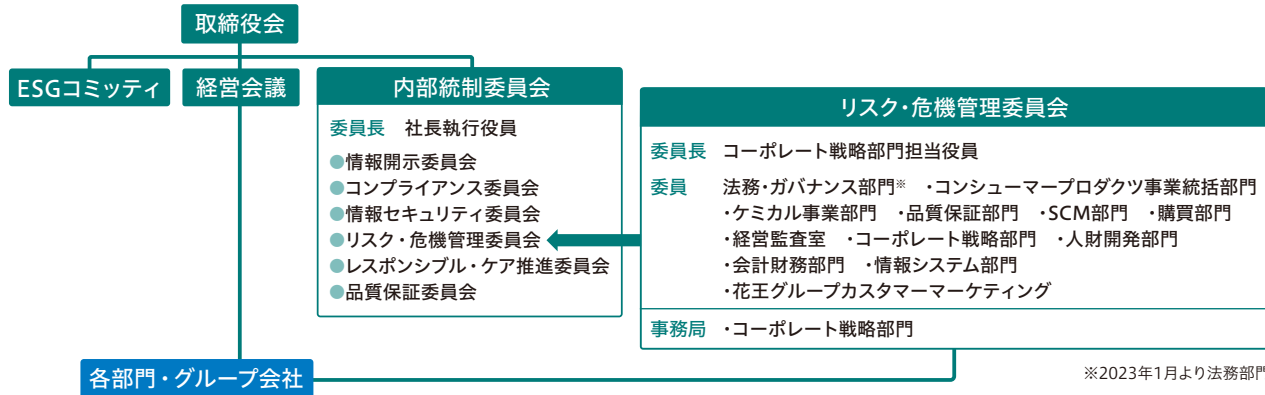 取締役会
ESGコミッティ
経営会議
内部統制委員会
委員長 社長執行役員
●情報開示委員会
●コンプライアンス委員会
●情報セキュリティ委員会
●リスク・危機管理委員会
●レスポンシブル・ケア推進委員会
●品質保証委員会
リスク・危機管理委員会
委員長 コーポレート戦略部門担当役員
委員 法務・ガバナンス部門※ ・コンシューマープロダクツ事業統括部門
・ケミカル事業部門 ・品質保証部門 ・SCM部門 ・購買部門
・経営監査室 ・コーポレート戦略部門 ・人財開発部門
・会計財務部門 ・情報システム部門
・花王グループカスタマーマーケティング
事務局 ・コーポレート戦略部門
各部門・グループ会社
※2023年1月より法務部門